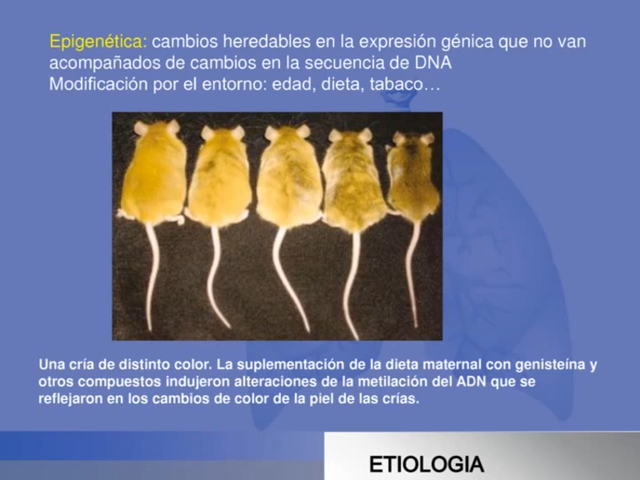 Epigenética: cambios heredables en la expresión génica que no van
acompañados de cambios en la secuencia de DNA
Modificación por el entorno: edad, dieta, tabaco…
Una cría de distinto color. La suplementación de la dieta maternal con genisteína y
otros compuestos indujeron alteraciones de la metilación del ADN que se
reflejaron en los cambios de color de la piel de las crías.
ETIOLOGIA